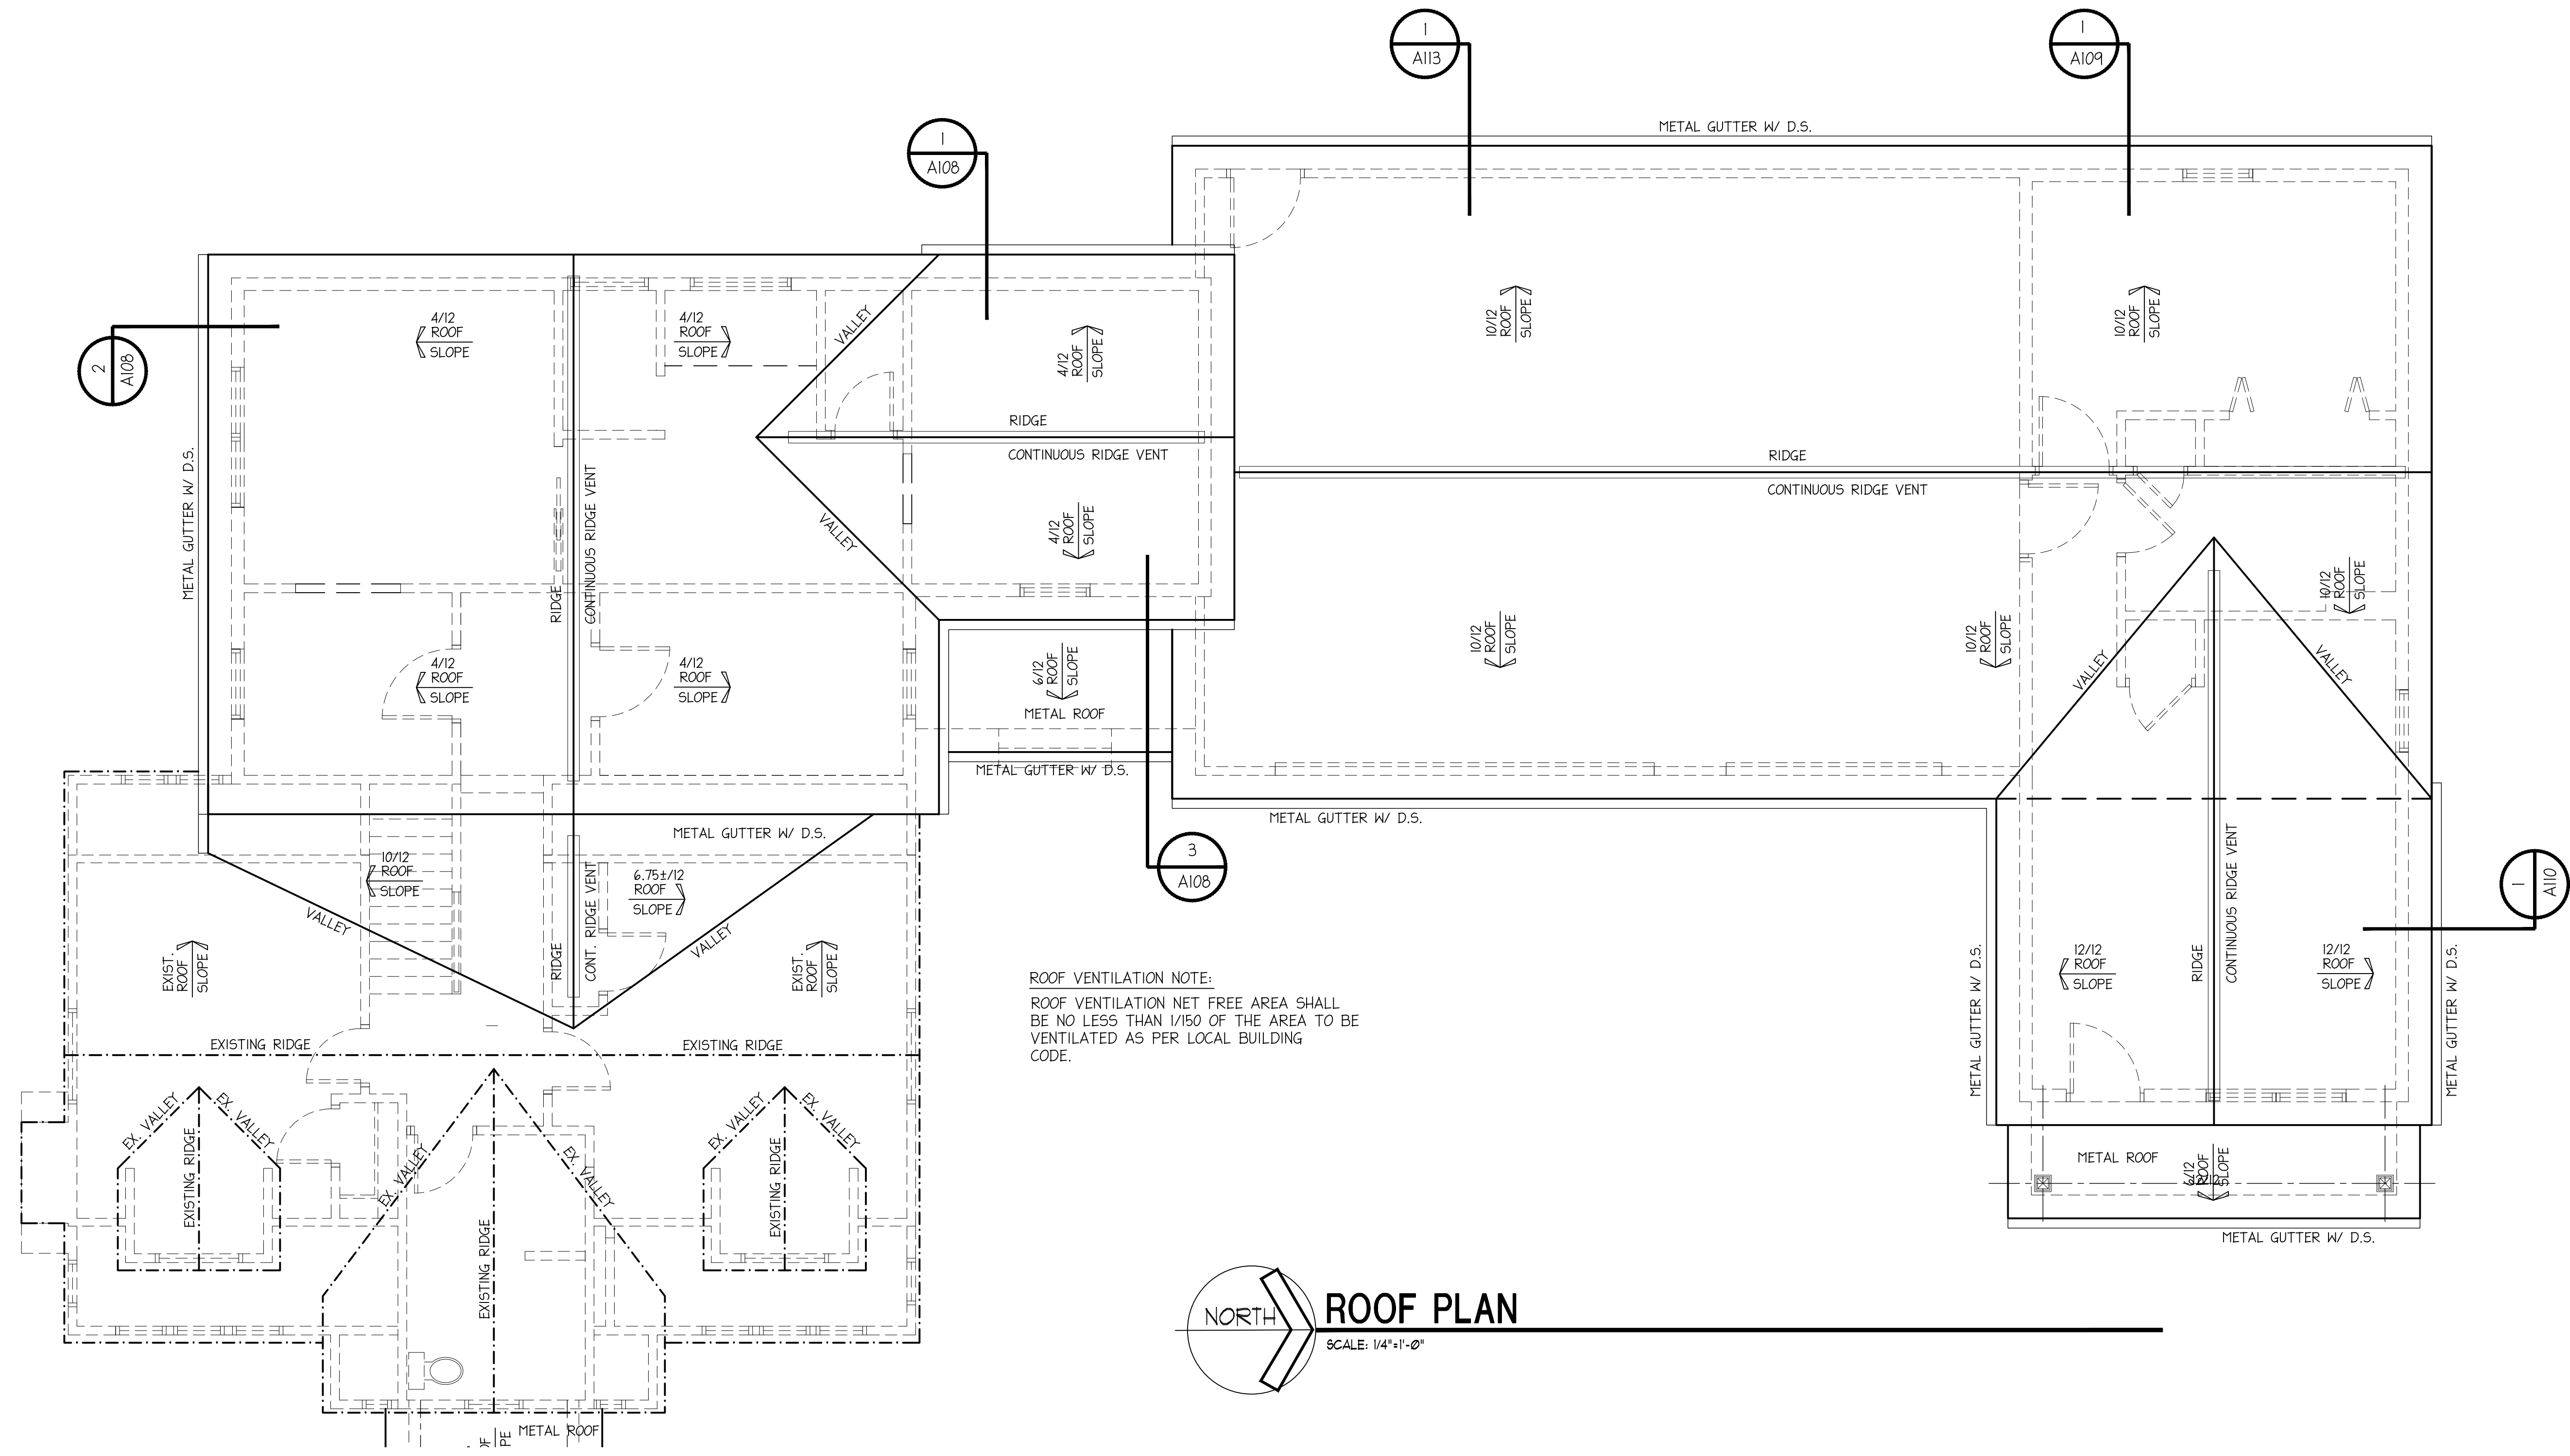 1
A113
1
A109
METAL GUTTER W/ D.S.
1
A108
2
A108
4/12
ROOF
SLOPE
4/12
ROOF
SLOPE
VALLEY
4/12
ROOF
SLOPE
10/12
ROOF
SLOPE
10/12
ROOF
SLOPE
RIDGE
CONTINUOUS RIDGE VENT
RIDGE
CONTINUOUS RIDGE VENT
METAL GUTTER W/ D.S.
RIDGE
CONTINUOUS RIDGE VENT
VALLEY
4/12
ROOF
SLOPE
10/12
ROOF
SLOPE
10/12
ROOF
SLOPE
10/12
ROOF
SLOPE
4/12
ROOF
SLOPE
4/12
ROOF
SLOPE
6/12
ROOF
SLOPE
METAL ROOF
METAL GUTTER W/ D.S.
VALLEY
VALLEY
METAL GUTTER W/ D.S.
METAL GUTTER W/ D.S.
3
A108
10/12
ROOF
SLOPE
6.75±/12
ROOF
SLOPE
VALLEY
RIDGE
CONT. RIDGE VENT
VALLEY
1
A110
EXIST.
ROOF
SLOPE
EXIST.
ROOF
SLOPE
12/12
ROOF
SLOPE
RIDGE
CONTINUOUS RIDGE VENT
12/12
ROOF
SLOPE
METAL GUTTER W/ D.S.
METAL GUTTER W/ D.S.
ROOF VENTILATION NOTE:
ROOF VENTILATION NET FREE AREA SHALL
BE NO LESS THAN 1/150 OF THE AREA TO BE
VENTILATED AS PER LOCAL BUILDING
CODE.
EXISTING RIDGE
EXISTING RIDGE
EX. VALLEY
EX. VALLEY
EXISTING RIDGE
EX. VALLEY
EX. VALLEY
EXISTING RIDGE
EX. VALLEY
EX. VALLEY
EXISTING RIDGE
METAL ROOF
6/12
ROOF
SLOPE
METAL GUTTER W/ D.S.
NORTH
ROOF PLAN
SCALE: 1/4"=1'-0"
METAL ROOF